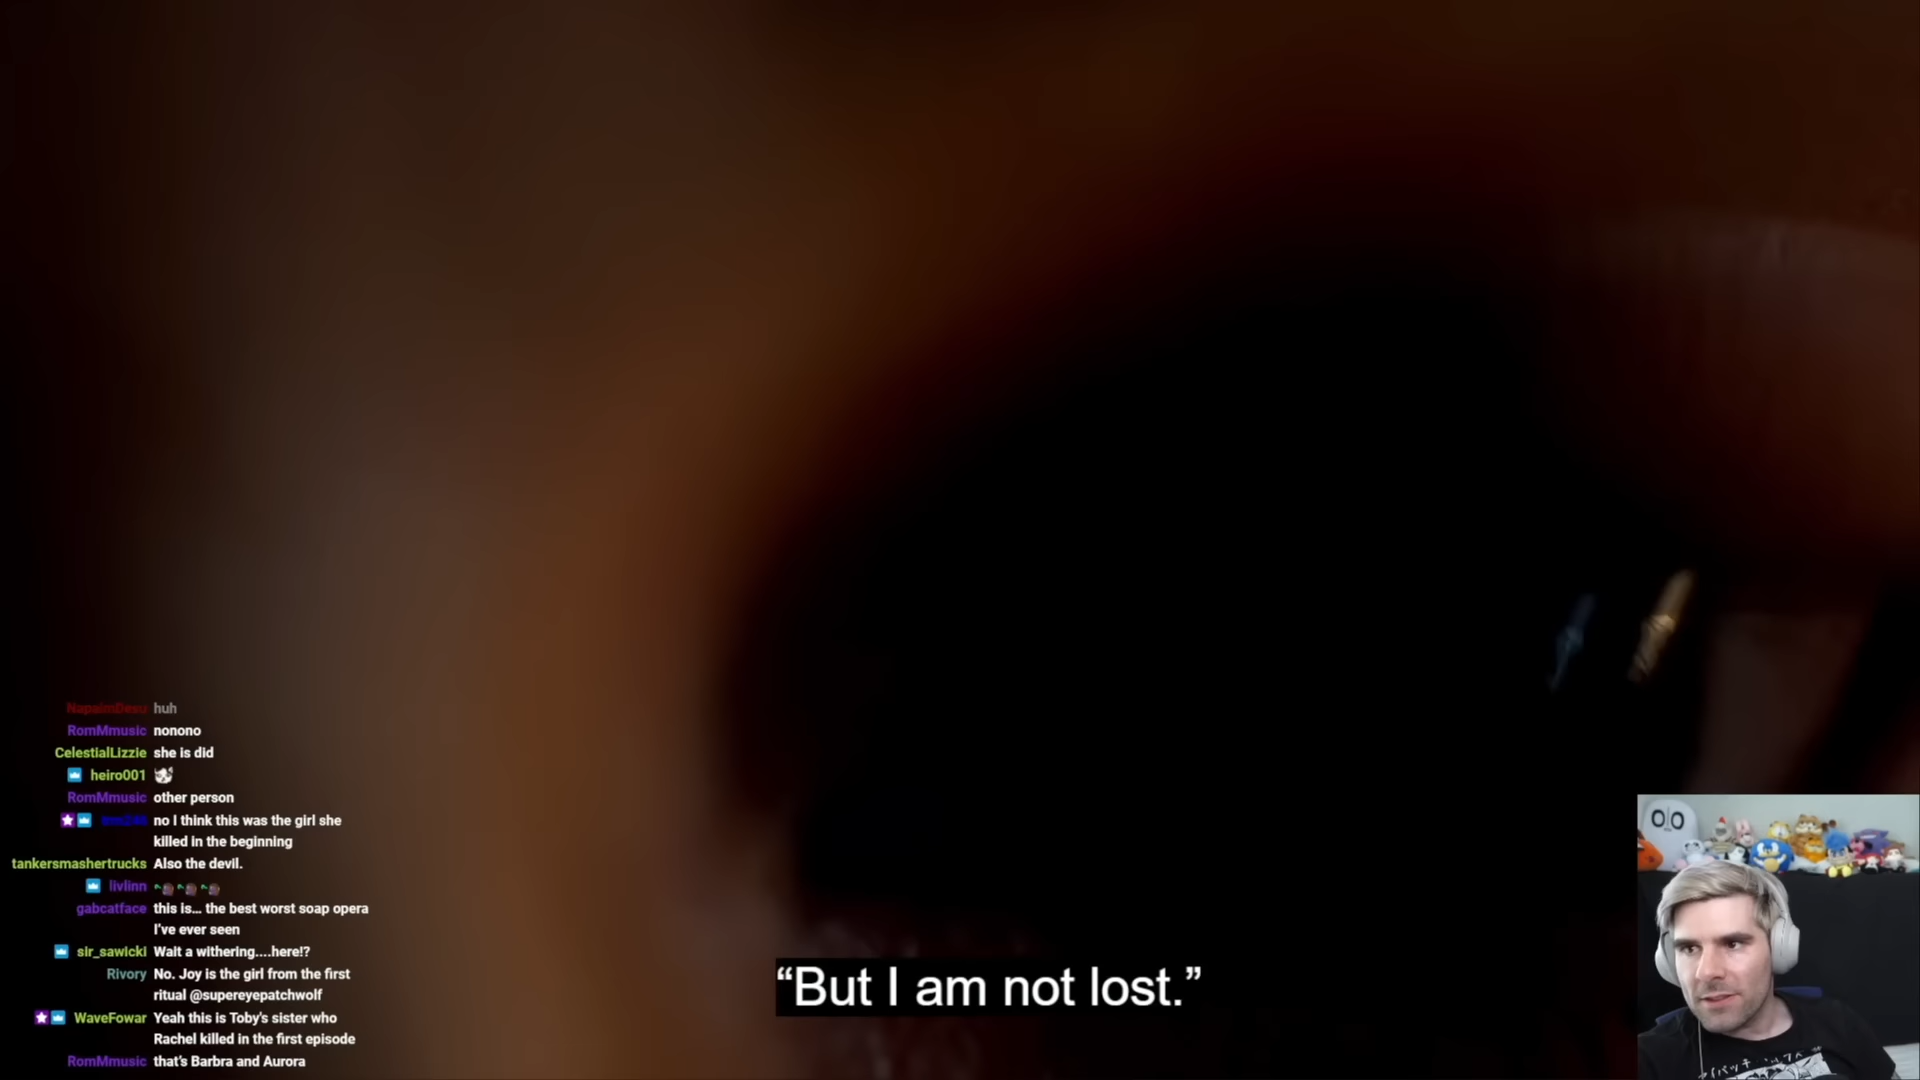 NapalmDesu huh
RomMmusic nonono
CelestialLizzie she is did
heiro001
RomMmusic other person
no I think this was the girl she
killed in the beginning
tankersmashertrucks Also the devil.
livlinn
gabcatface this is... the best worst soap opera
I've ever seen
sir_sawicki Wait a withering....here!?
Rivory No. Joy is the girl from the first
ritual @supereyepatchwolf
WaveFowar Yeah this is Toby's sister who
Rachel killed in the first episode
RomMmusic that's Barbra and Aurora
“But I am not lost.”